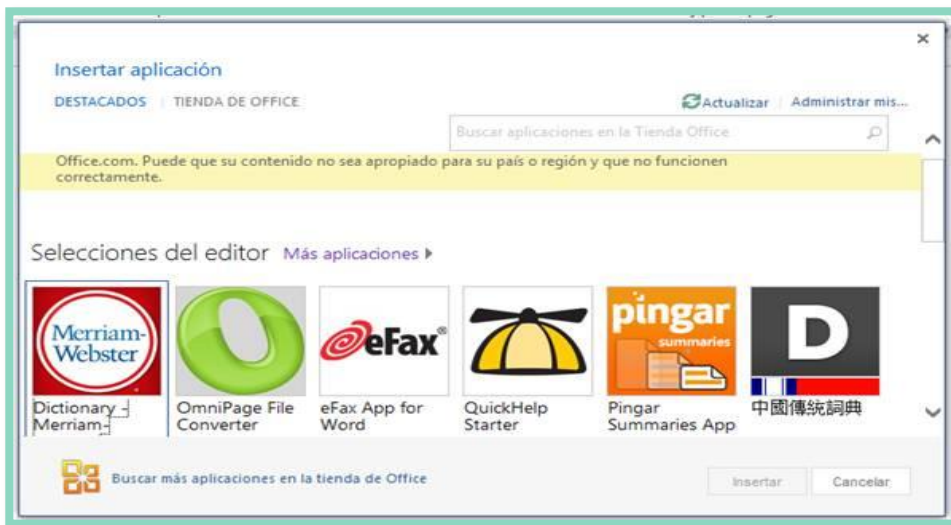 Insertar aplicación
DESTACADOS | TIENDA DE OFFICE
Actualizar | Administrar mis...
Buscar aplicaciones en la Tienda Office
Office.com. Puede que su contenido no sea apropiado para su país o región y que no funcionen
correctamente.
Selecciones del editor Más aplicaciones
Merriam-
Webster
OmniPage File
Converter
eFax®
eFax App for
Word
QuickHelp
Starter
pingar
summaries
Pingar
Summaries App
D
中國傳統詞典
Dictionary -
Merriam-
Buscar más aplicaciones en la tienda de Office
Insertar
Cancelar